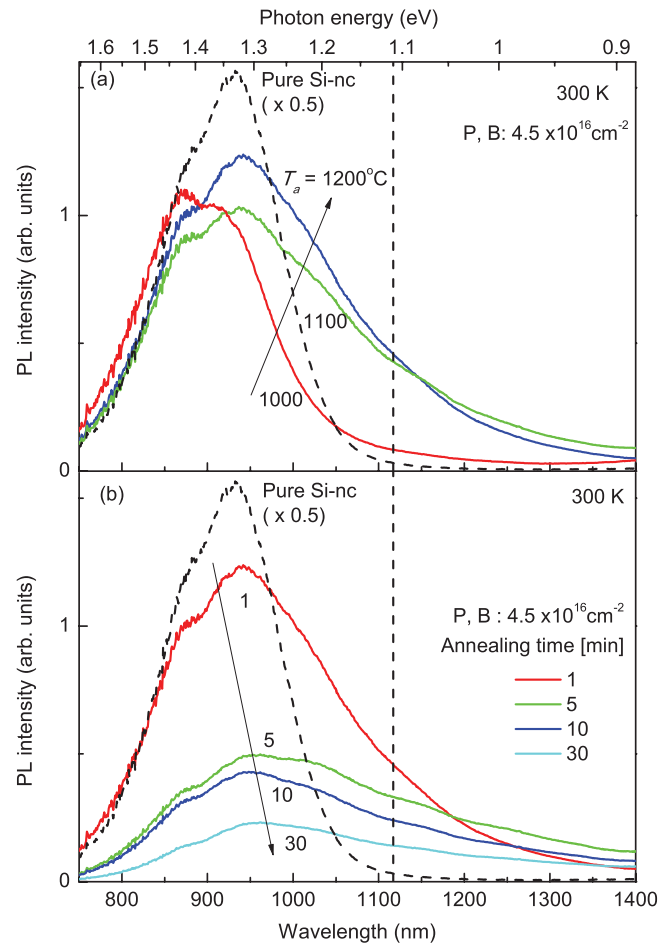 Photon energy (eV)
1.6 1.5 1.4 1.3 1.2 1.1 1 0.9
(a)
Pure Si-nc
( x 0.5)
300 K
P, B: 4.5 x10^16cm^-2
T_a = 1200°C
1100
1000
PL intensity (arb. units)
1
0
(b)
Pure Si-nc
( x 0.5)
300 K
P, B : 4.5 x10^16cm^-2
Annealing time [min]
1
5
10
30
1
5
10
30
PL intensity (arb. units)
1
0
800 900 1000 1100 1200 1300 1400
Wavelength (nm)